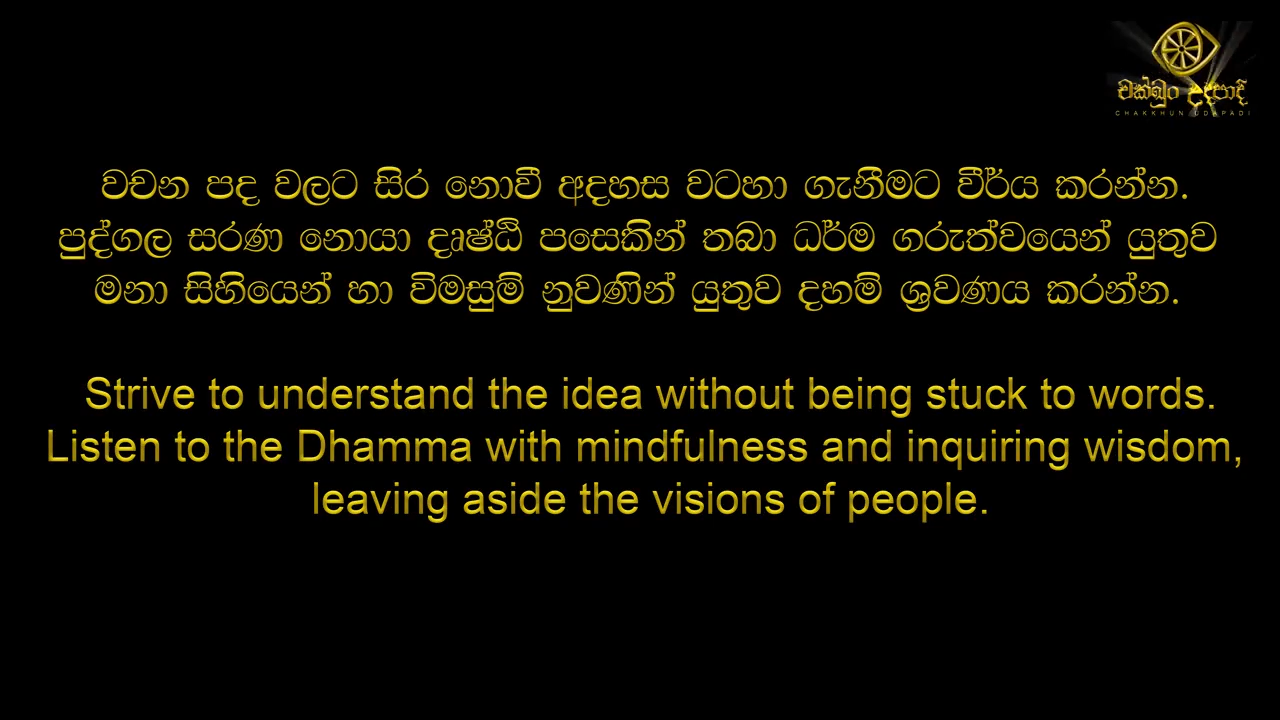 චක්ඛුං උදපාදි
CHAKKHUN UDAPADI
වචන පද වලට සිර නොවී අදහස වටහා ගැනීමට වීර්ය කරන්න.
පුද්ගල සරණ නොයා දෘෂ්ඨි පසෙකින් තබා ධර්ම ගරුත්වයෙන් යුතුව
මනා සිහියෙන් හා විමසුම් නුවණින් යුතුව දහම් ශ්‍රවණය කරන්න.
Strive to understand the idea without being stuck to words.
Listen to the Dhamma with mindfulness and inquiring wisdom,
leaving aside the visions of people.